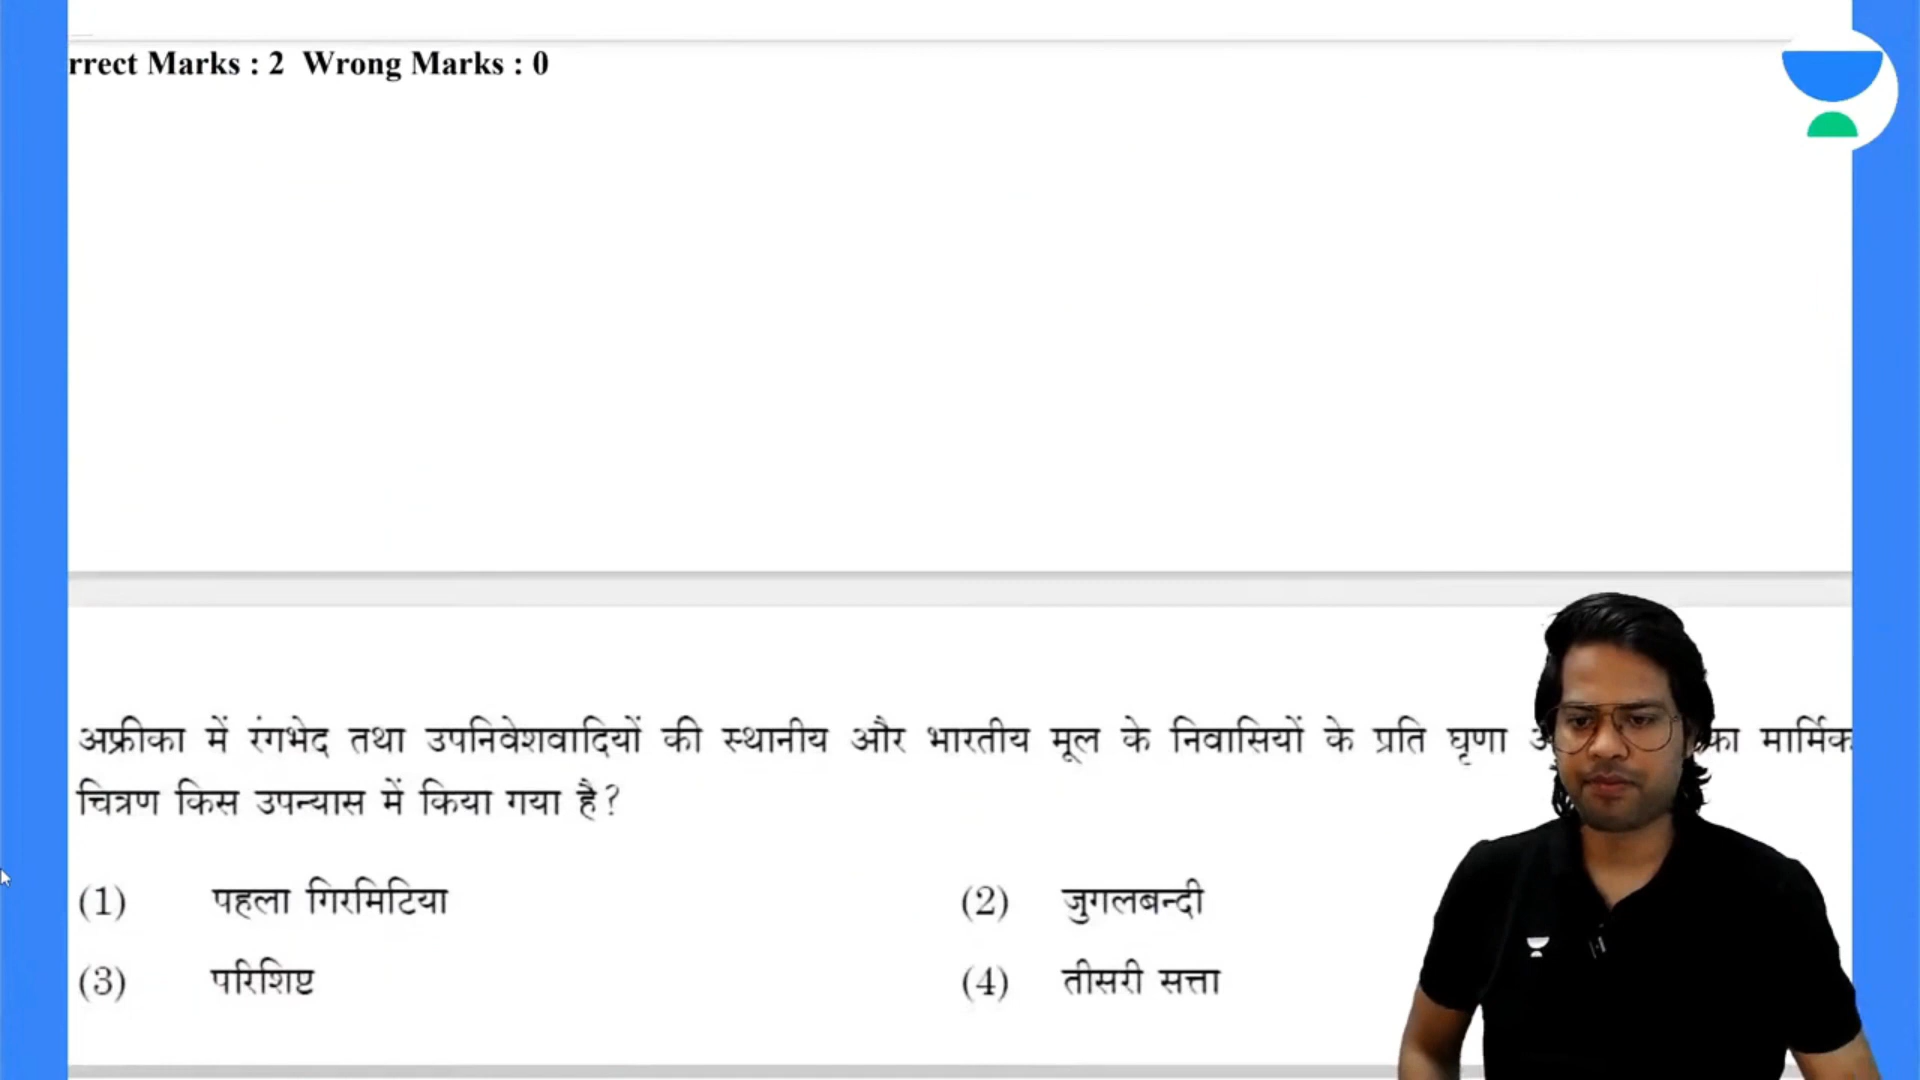 rrect Marks : 2 Wrong Marks : 0
अफ्रीका में रंगभेद तथा उपनिवेशवादियों की स्थानीय और भारतीय मूल के निवासियों के प्रति घृणा का मार्मिक
चित्रण किस उपन्यास में किया गया है?
(1) पहला गिरमिटिया (2) जुगलबन्दी
(3) परिशिष्ट (4) तीसरी सत्ता